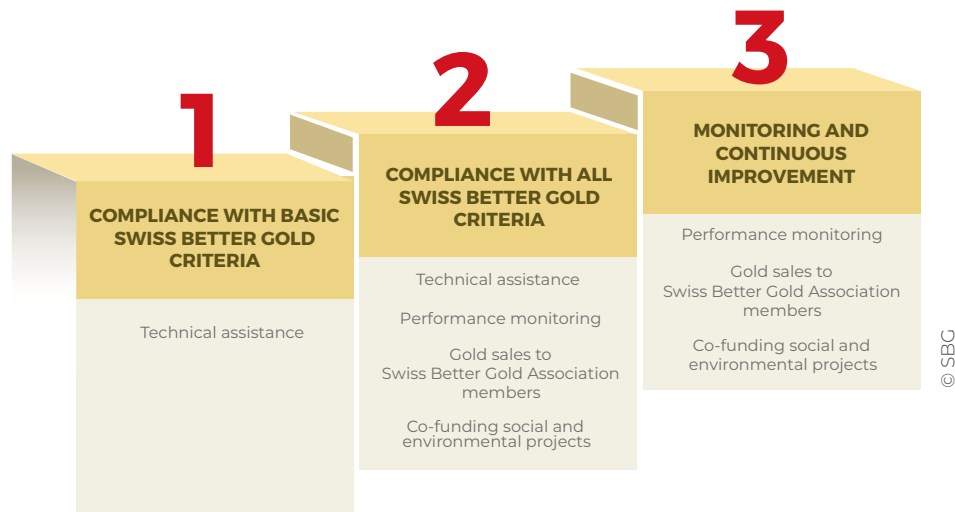 1
COMPLIANCE WITH BASIC
SWISS BETTER GOLD
CRITERIA
Technical assistance
2
COMPLIANCE WITH ALL
SWISS BETTER GOLD
CRITERIA
Technical assistance
Performance monitoring
Gold sales to
Swiss Better Gold Association
members
Co-funding social and
environmental projects
3
MONITORING AND
CONTINUOUS
IMPROVEMENT
Performance monitoring
Gold sales to
Swiss Better Gold Association
members
Co-funding social and
environmental projects
© SBG